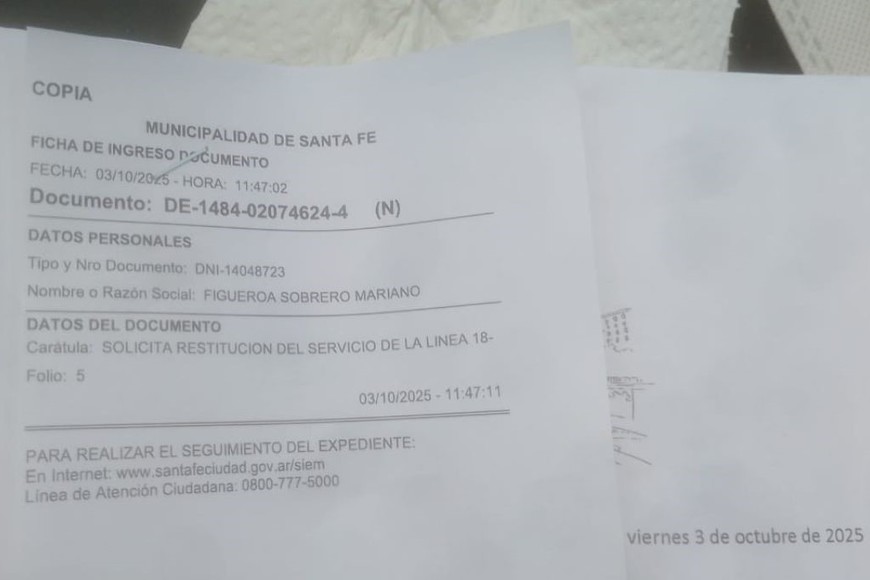 COPIA
MUNICIPALIDAD DE SANTA FE
FICHA DE INGRESO DOCUMENTO
FECHA: 03/10/2025 - HORA: 11:47:02
Documento: DE-1484-02074624-4 (N)
DATOS PERSONALES
Tipo y Nro Documento: DNI-14048723
Nombre o Razón Social: FIGUEROA SOBRERO MARIANO
DATOS DEL DOCUMENTO
Carátula: SOLICITA RESTITUCION DEL SERVICIO DE LA LINEA 18-
Folio: 5
03/10/2025 - 11:47:11
PARA REALIZAR EL SEGUIMIENTO DEL EXPEDIENTE:
En Internet: www.santafeciudad.gov.ar/siem
Línea de Atención Ciudadana: 0800-777-5000
viernes 3 de octubre de 2025